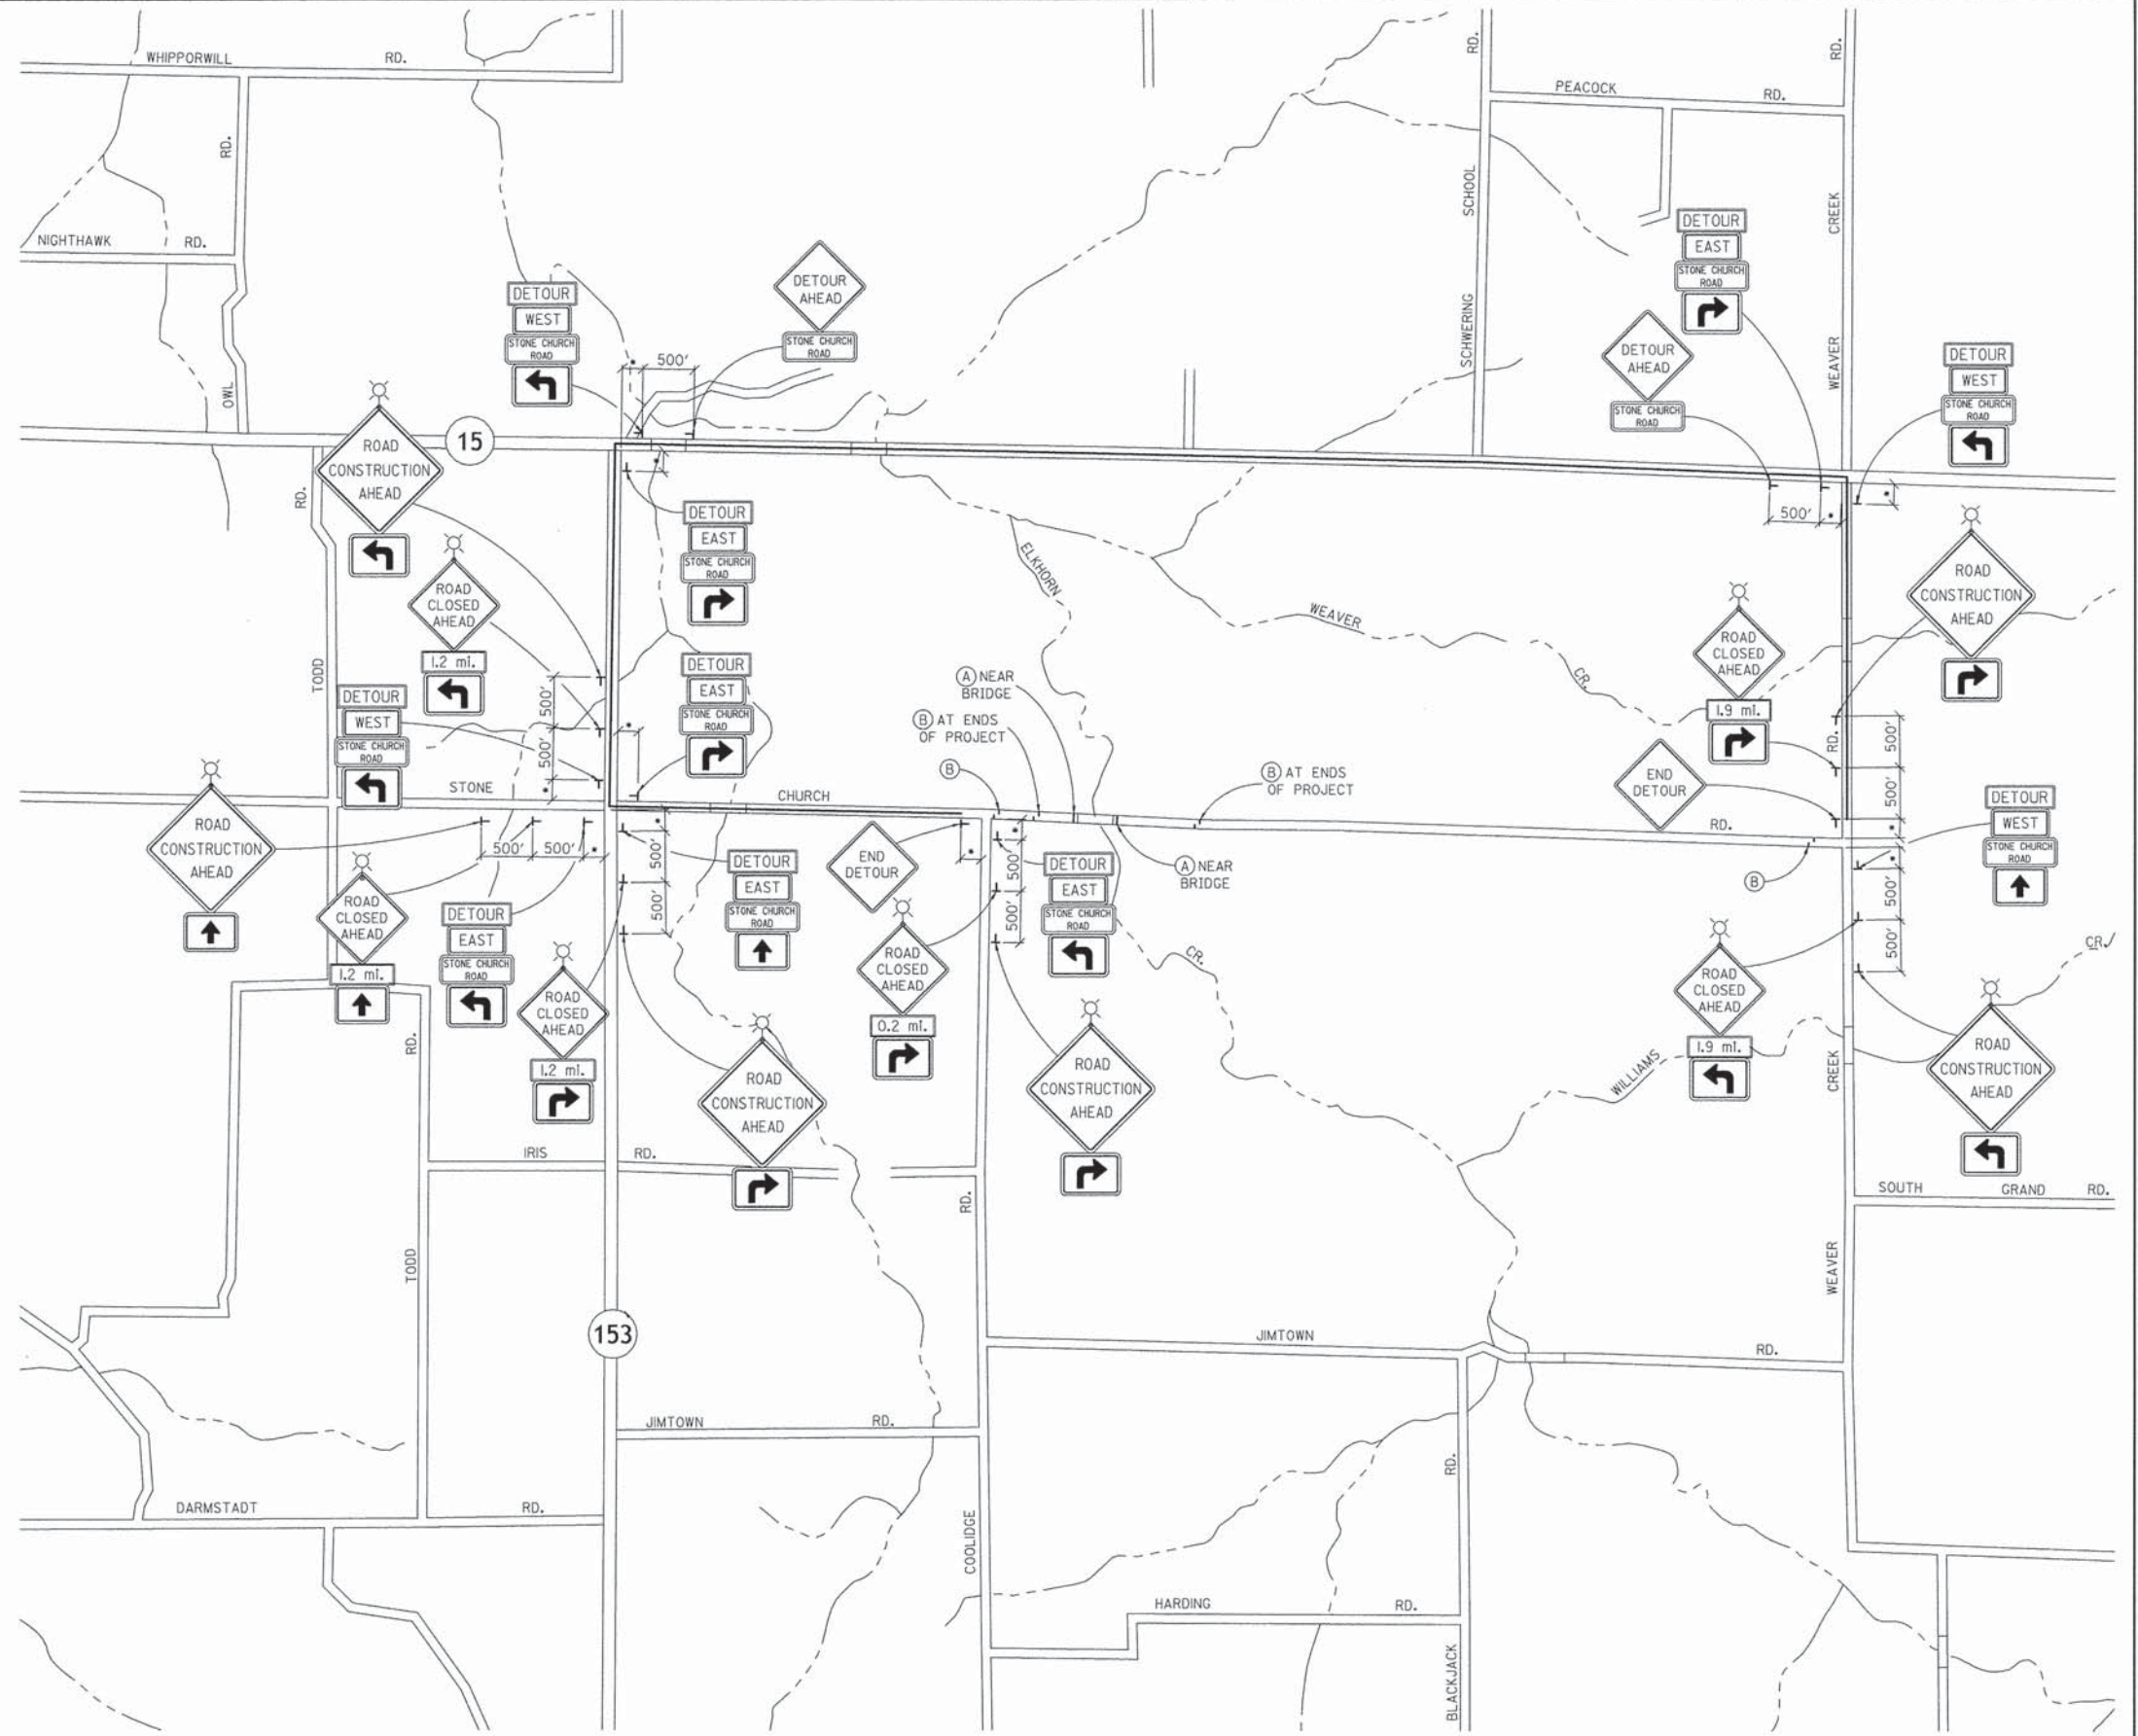 WHIPPORWILL RD.
RD.
RD.
RD.
PEACOCK RD.
NIGHTHAWK RD.
SCHOOL
CREEK
SCHWERING
WEAVER
OWL
DETOUR
AHEAD
STONE CHURCH
ROAD
DETOUR
WEST
STONE CHURCH
ROAD
500'
*
DETOUR
EAST
STONE CHURCH
ROAD
DETOUR
AHEAD
STONE CHURCH
ROAD
DETOUR
WEST
STONE CHURCH
ROAD
15
ROAD
CONSTRUCTION
AHEAD
RD.
TODD
*
500'
*
*
DETOUR
EAST
STONE CHURCH
ROAD
ROAD
CLOSED
AHEAD
1.2 mi.
ELKHORN
WEAVER
CR.
ROAD
CONSTRUCTION
AHEAD
ROAD
CLOSED
AHEAD
1.9 mi.
DETOUR
EAST
STONE CHURCH
ROAD
DETOUR
WEST
STONE CHURCH
ROAD
500'
500'
*
*
A NEAR
BRIDGE
B AT ENDS
OF PROJECT
B
B AT ENDS
OF PROJECT
END
DETOUR
RD.
500'
500'
*
STONE
CHURCH
RD.
ROAD
CONSTRUCTION
AHEAD
500' 500' *
ROAD
CLOSED
AHEAD
1.2 mi.
DETOUR
EAST
STONE CHURCH
ROAD
ROAD
CLOSED
AHEAD
1.2 mi.
*
500'
500'
DETOUR
EAST
STONE CHURCH
ROAD
ROAD
CONSTRUCTION
AHEAD
END
DETOUR
*
ROAD
CLOSED
AHEAD
0.2 mi.
*
500'
500'
DETOUR
EAST
STONE CHURCH
ROAD
A NEAR
BRIDGE
CR.
ROAD
CONSTRUCTION
AHEAD
B
DETOUR
WEST
STONE CHURCH
ROAD
*
500'
500'
ROAD
CLOSED
AHEAD
1.9 mi.
WILLIAMS
CR.
CREEK
ROAD
CONSTRUCTION
AHEAD
RD.
IRIS RD.
RD.
SOUTH GRAND RD.
TODD
WEAVER
153
JIMTOWN RD.
JIMTOWN RD.
RD.
DARMSTADT RD.
COOLIDGE
HARDING RD.
BLACKJACK